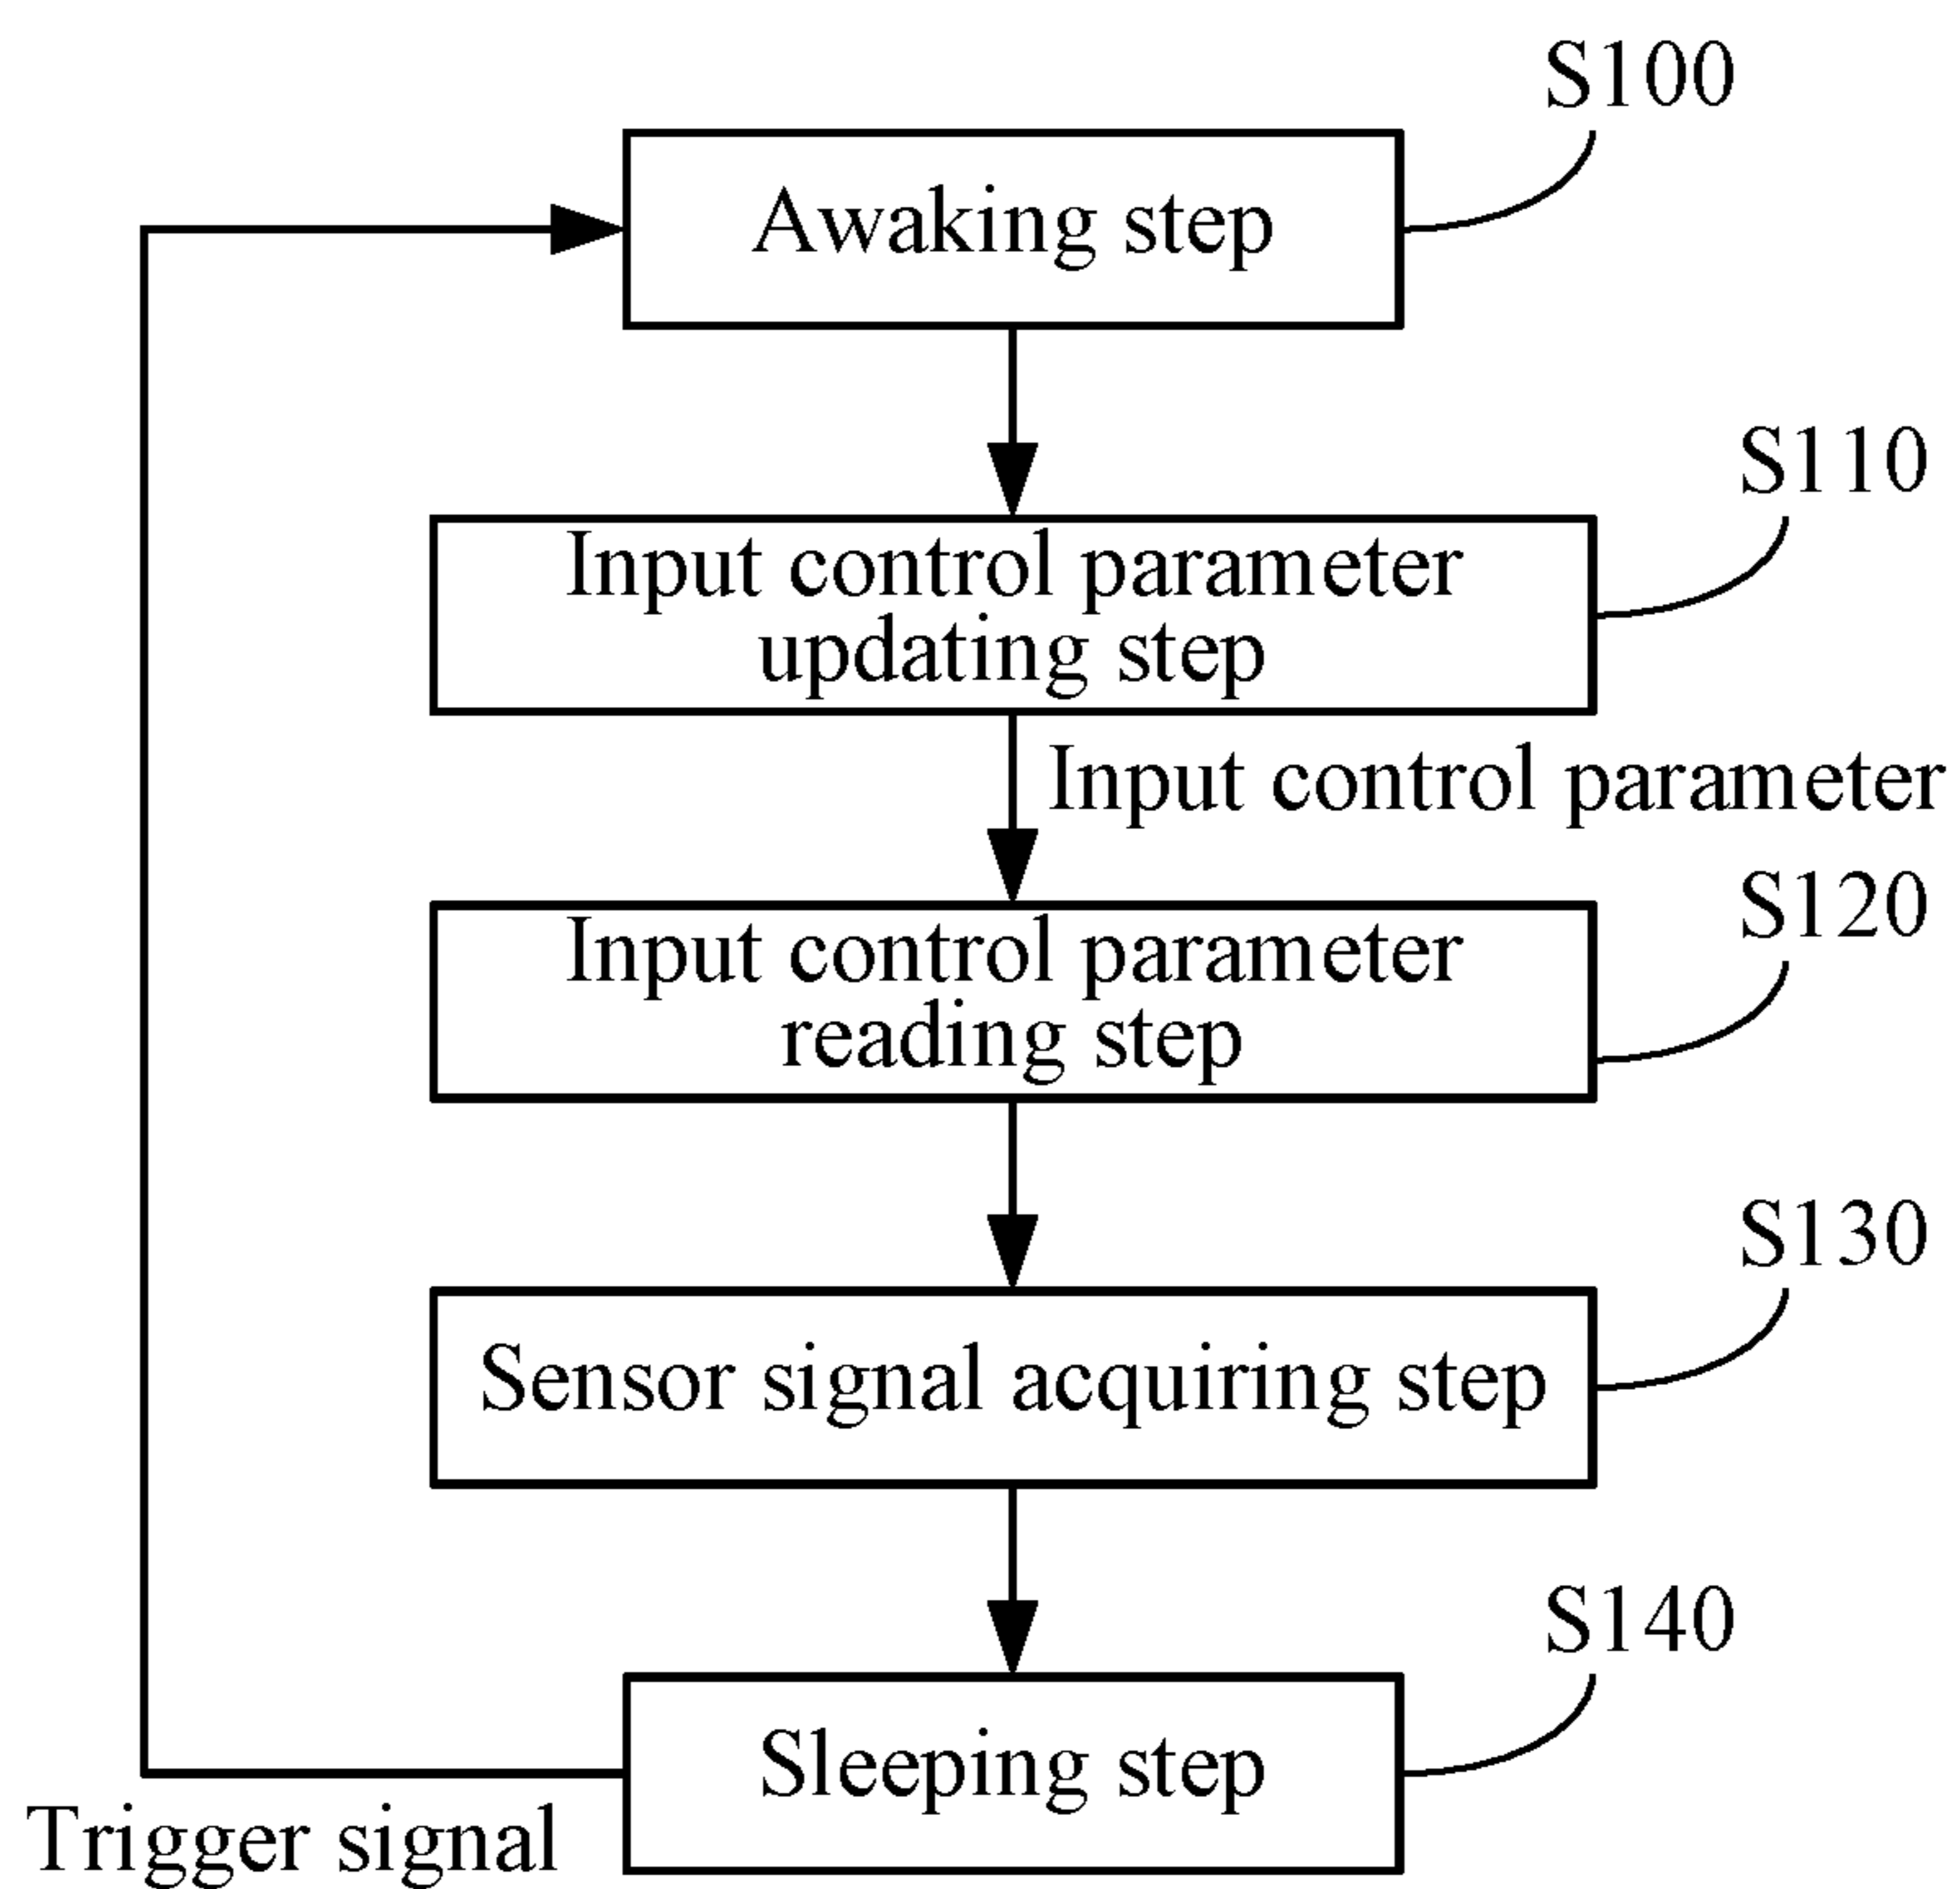 S100
Awaking step
S110
Input control parameter
updating step
Input control parameter
S120
Input control parameter
reading step
S130
Sensor signal acquiring step
S140
Sleeping step
Trigger signal